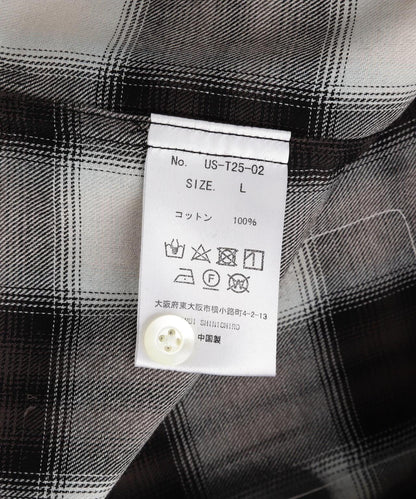 No. US-T25-02
SIZE. L
コットン 100%
F W
大阪府東大阪市横小路町4-2-13
SHINICHIRO
中国製